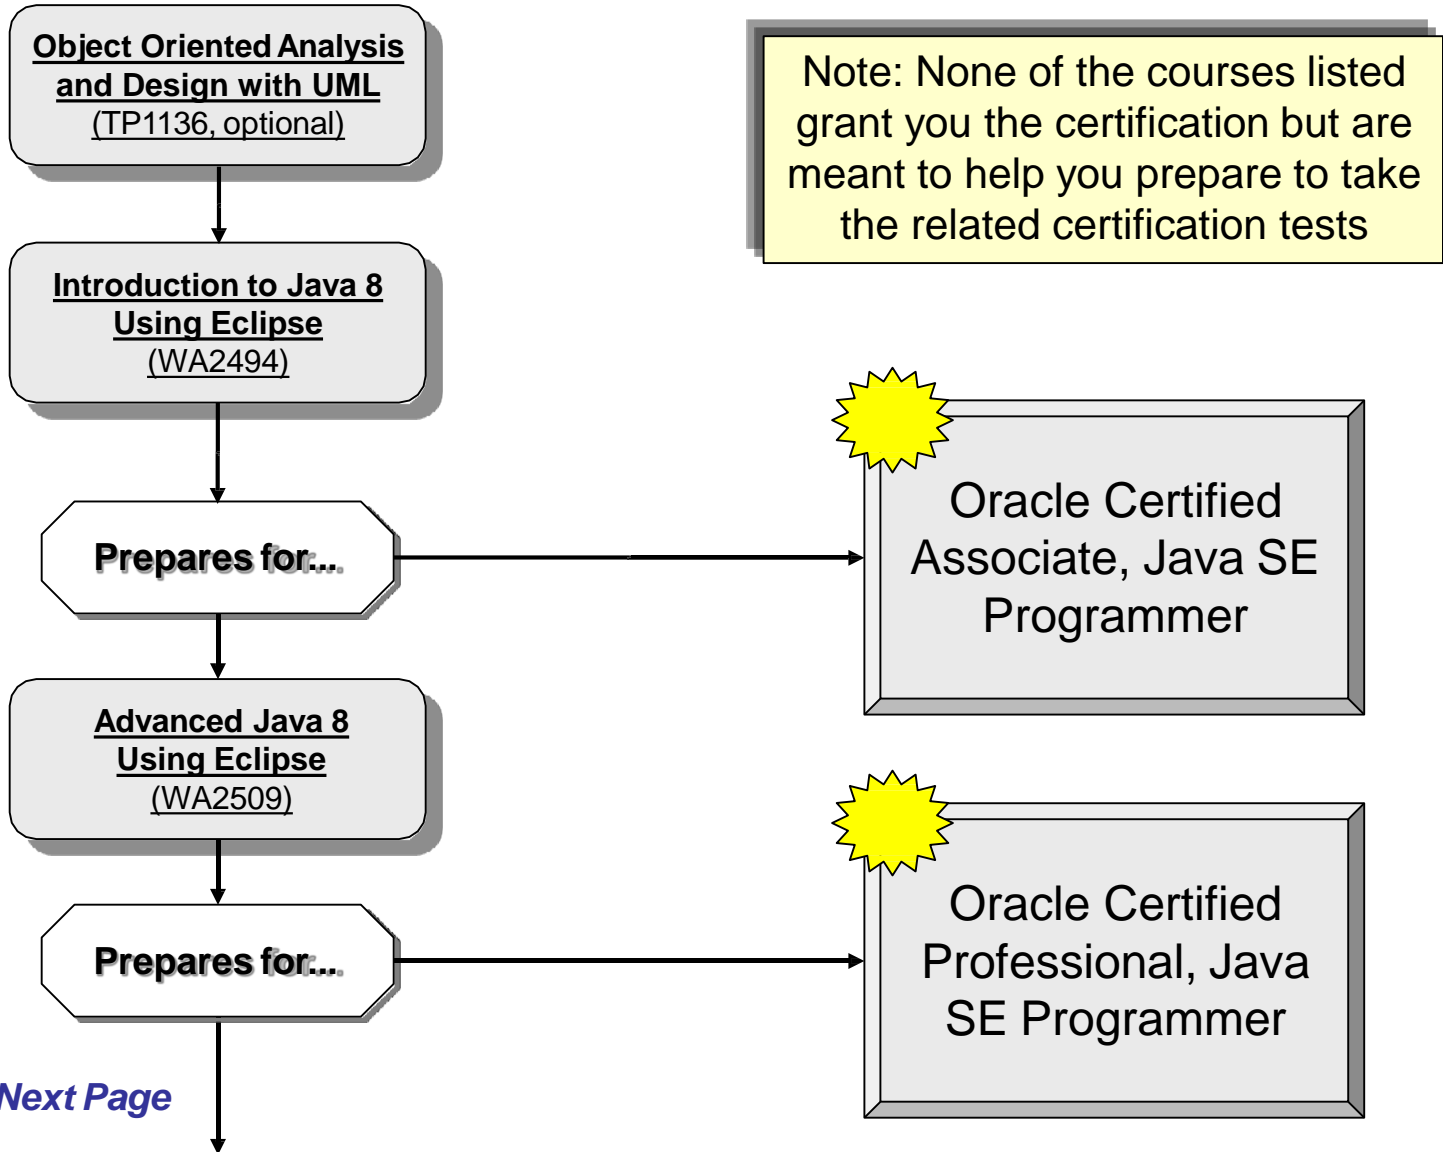 Object Oriented Analysis
and Design with UML
(TP1136, optional)
Note: None of the courses listed
grant you the certification but are
meant to help you prepare to take
the related certification tests
Introduction to Java 8
Using Eclipse
(WA2494)
Prepares for...
Oracle Certified
Associate, Java SE
Programmer
Advanced Java 8
Using Eclipse
(WA2509)
Prepares for...
Oracle Certified
Professional, Java
SE Programmer
Next Page